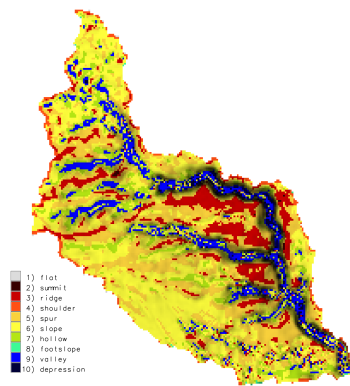 1) flat
2) summit
3) ridge
4) shoulder
5) spur
6) slope
7) hollow
8) footslope
9) valley
10) depression